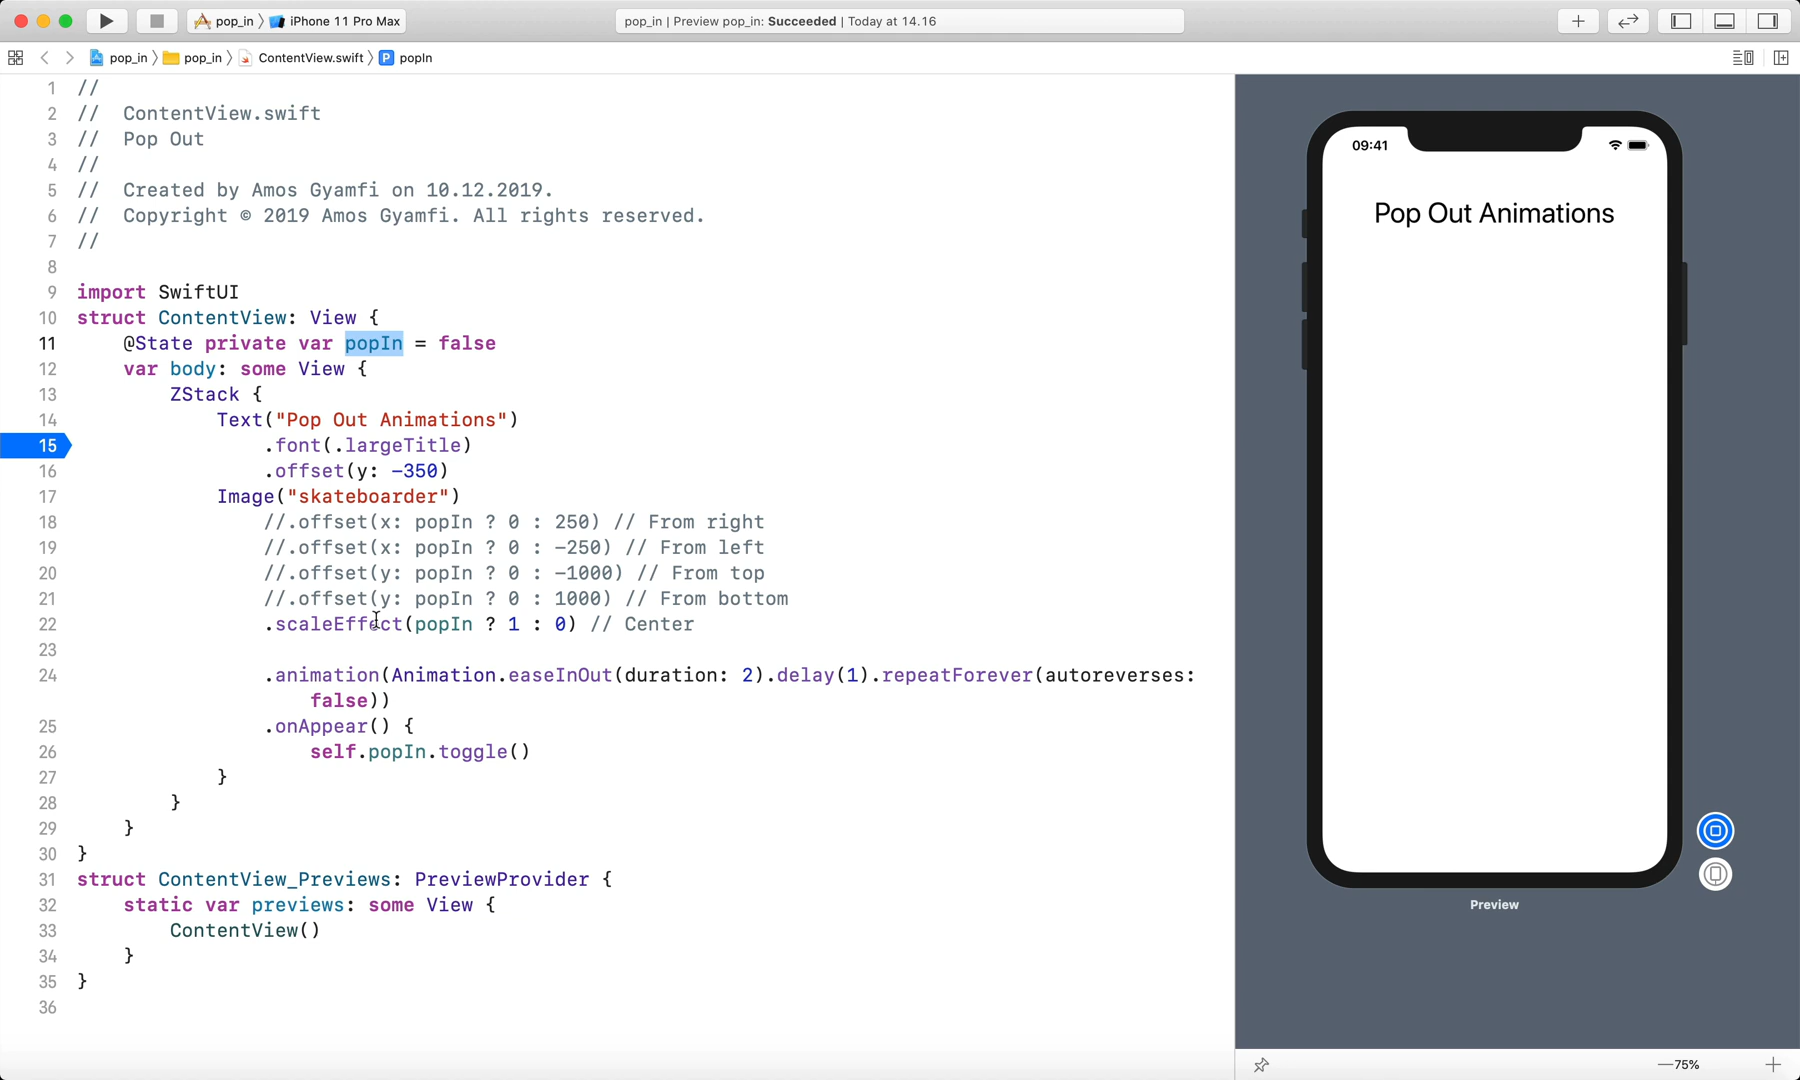 pop_in 〉 iPhone 11 Pro Max
pop_in | Preview pop_in: Succeeded | Today at 14.16
pop_in 〉 pop_in 〉 ContentView.swift 〉 P popIn
1 //
2 //  ContentView.swift
3 //  Pop Out
4 //
5 //  Created by Amos Gyamfi on 10.12.2019.
6 //  Copyright © 2019 Amos Gyamfi. All rights reserved.
7 //
8
9 import SwiftUI
10 struct ContentView: View {
11     @State private var popIn = false
12     var body: some View {
13         ZStack {
14             Text("Pop Out Animations")
15                 .font(.largeTitle)
16                 .offset(y: -350)
17             Image("skateboarder")
18                 //.offset(x: popIn ? 0 : 250) // From right
19                 //.offset(x: popIn ? 0 : -250) // From left
20                 //.offset(y: popIn ? 0 : -1000) // From top
21                 //.offset(y: popIn ? 0 : 1000) // From bottom
22                 .scaleEffect(popIn ? 1 : 0) // Center
23
24                 .animation(Animation.easeInOut(duration: 2).delay(1).repeatForever(autoreverses:
                    false))
25                 .onAppear() {
26                     self.popIn.toggle()
27             }
28         }
29     }
30 }
31 struct ContentView_Previews: PreviewProvider {
32     static var previews: some View {
33         ContentView()
34     }
35 }
36
09:41
Pop Out Animations
Preview
— 75% +